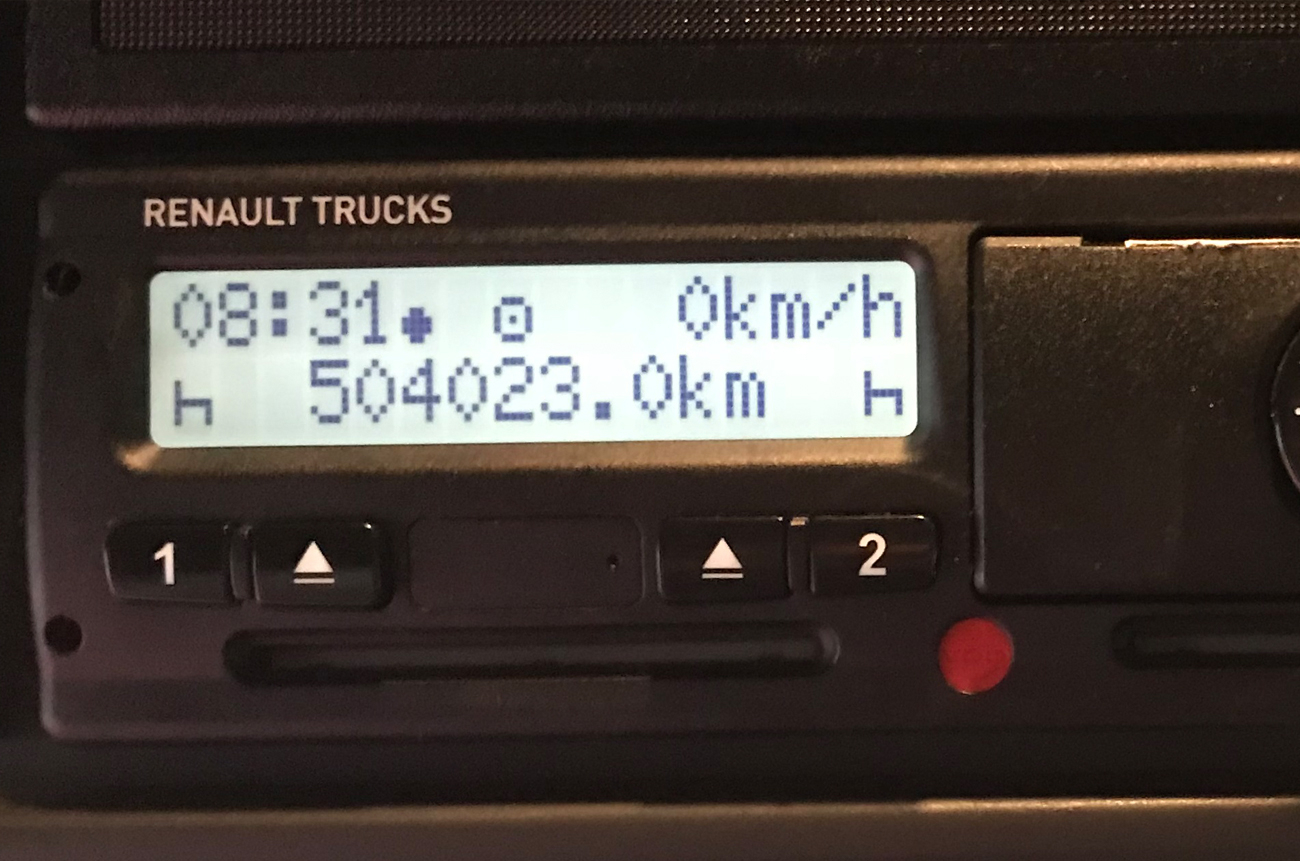 RENAULT TRUCKS
08:31● ⊙ 0km/h
504023.0km
1 2